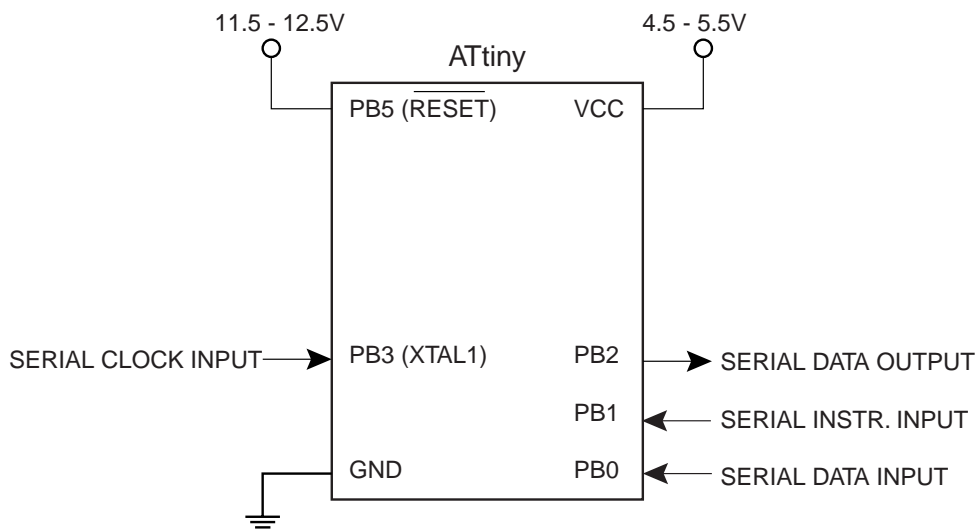 11.5 - 12.5V
4.5 - 5.5V
ATtiny
PB5 (RESET)
VCC
SERIAL CLOCK INPUT
PB3 (XTAL1)
PB2
SERIAL DATA OUTPUT
PB1
SERIAL INSTR. INPUT
GND
PB0
SERIAL DATA INPUT